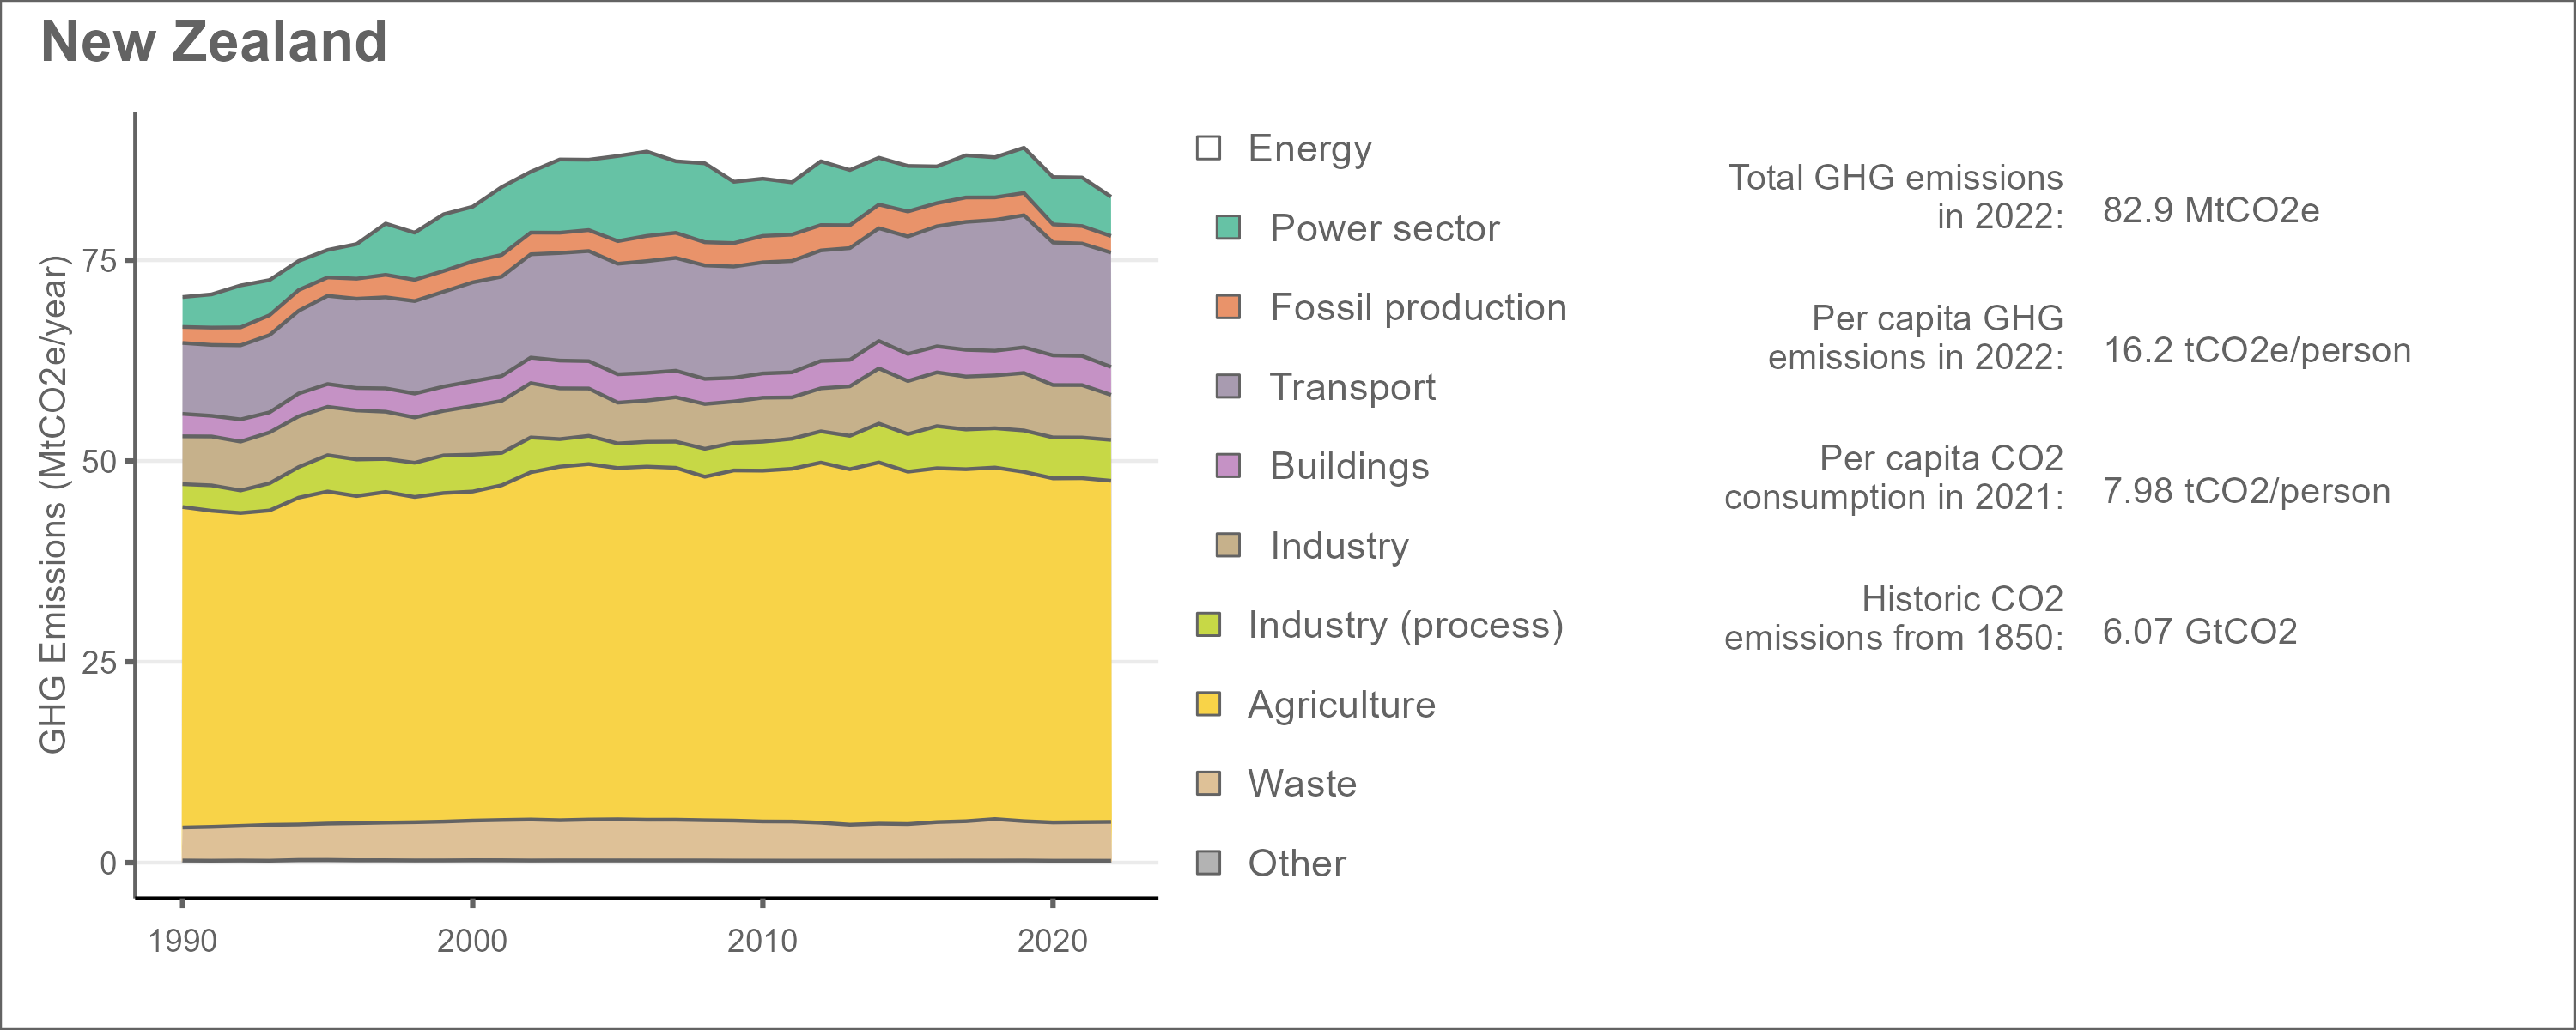 New Zealand
GHG Emissions (MtCO2e/year)
75
50
25
0
1990
2000
2010
2020
Energy
Power sector
Fossil production
Transport
Buildings
Industry
Industry (process)
Agriculture
Waste
Other
Total GHG emissions
in 2022:
82.9 MtCO2e
Per capita GHG
emissions in 2022:
16.2 tCO2e/person
Per capita CO2
consumption in 2021:
7.98 tCO2/person
Historic CO2
emissions from 1850:
6.07 GtCO2